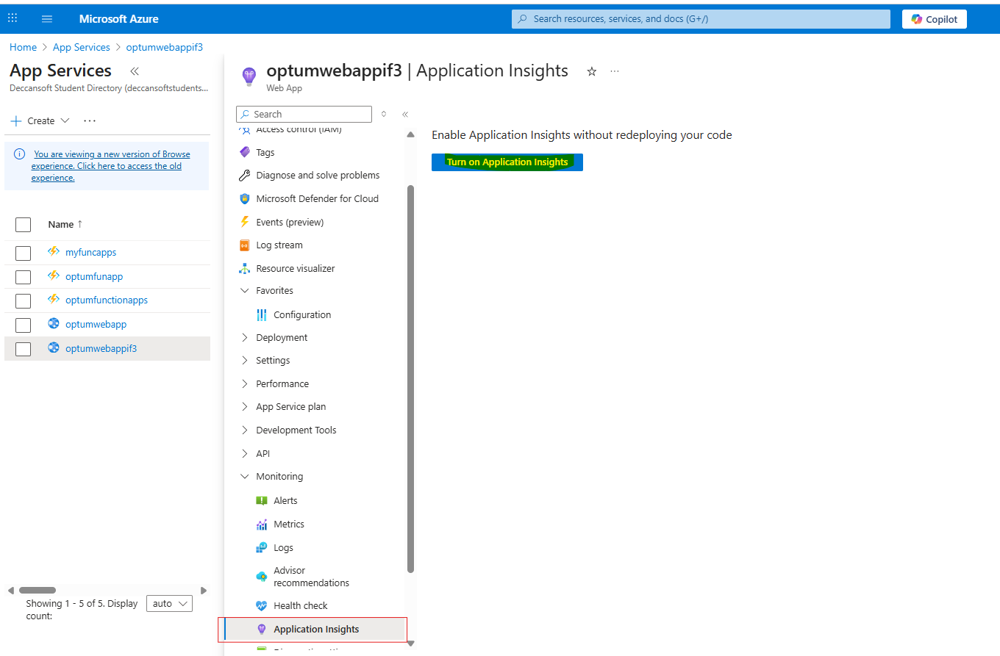 Microsoft Azure
Search resources, services, and docs (G+/)
Copilot
Home > App Services > optumwebappif3
App Services
Deccansoft Student Directory (deccansoftstudents...
Create
You are viewing a new version of Browse
experience. Click here to access the old
experience.
Name ↑
myfuncapps
optumfunapp
optumfunctionapps
optumwebapp
optumwebappif3
Showing 1 - 5 of 5. Display
count:
auto
optumwebappif3 | Application Insights
Web App
Search
Access control (IAM)
Tags
Diagnose and solve problems
Microsoft Defender for Cloud
Events (preview)
Log stream
Resource visualizer
Favorites
Configuration
Deployment
Settings
Performance
App Service plan
Development Tools
API
Monitoring
Alerts
Metrics
Logs
Advisor
recommendations
Health check
Application Insights
Enable Application Insights without redeploying your code
Turn on Application Insights